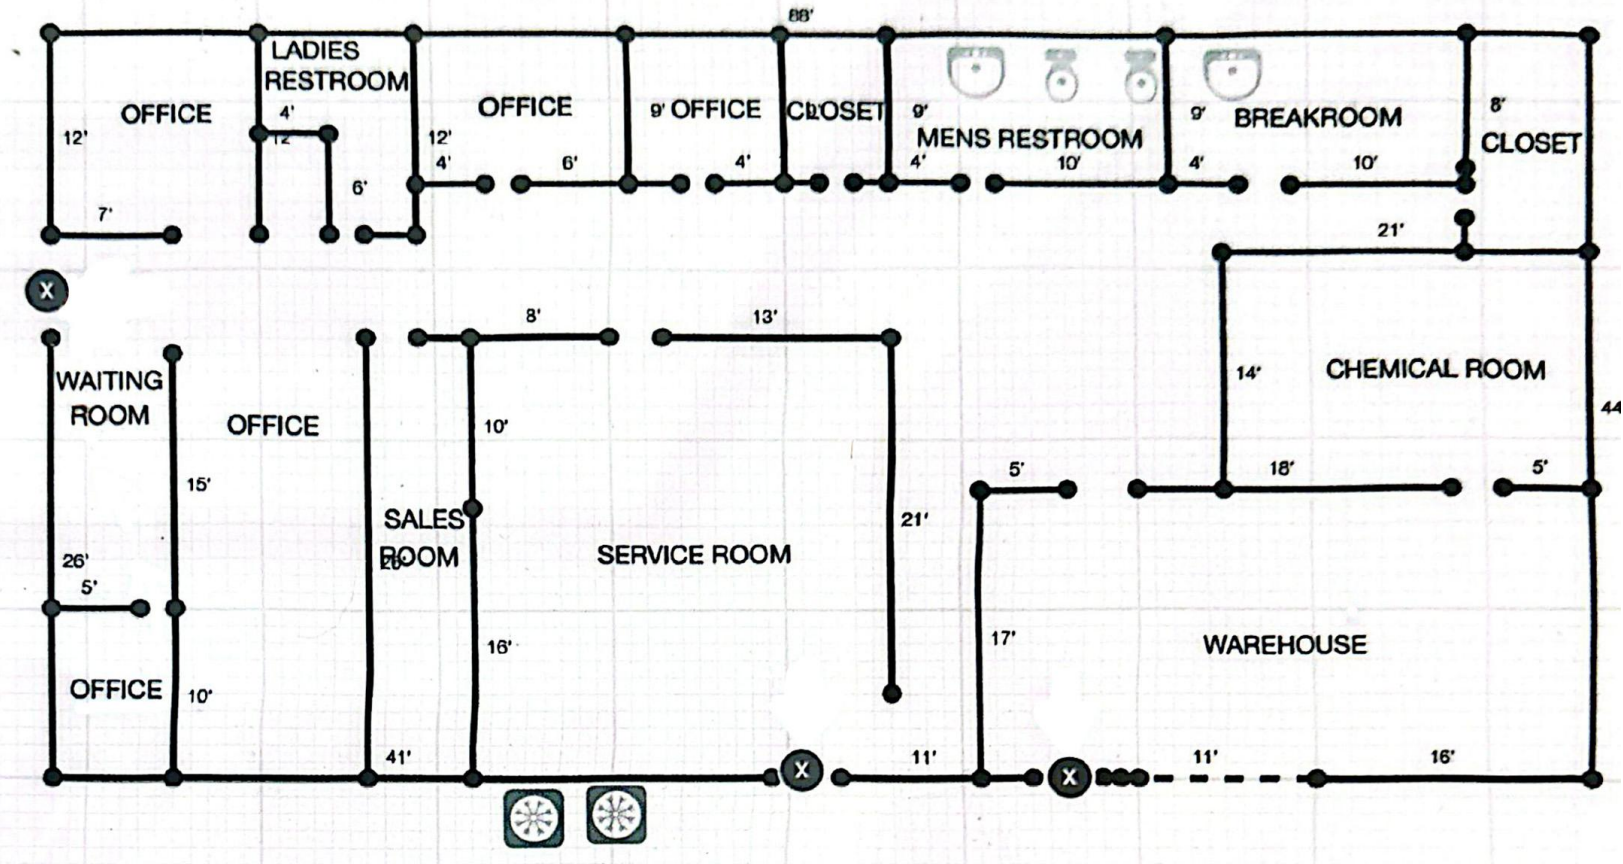 88'
LADIES
RESTROOM
OFFICE
4'
12'
12'
7'
6'
12'
4'
OFFICE
6'
9' OFFICE
4'
CLOSET
9'
MENS RESTROOM
4'
10'
9'
BREAKROOM
4'
10'
8'
CLOSET
21'
X
8'
13'
WAITING
ROOM
OFFICE
10'
14'
CHEMICAL ROOM
44
15'
5'
18'
5'
SALES
ROOM
21'
SERVICE ROOM
26'
5'
16'
17'
WAREHOUSE
OFFICE
10'
41'
X
11'
X
11'
16'